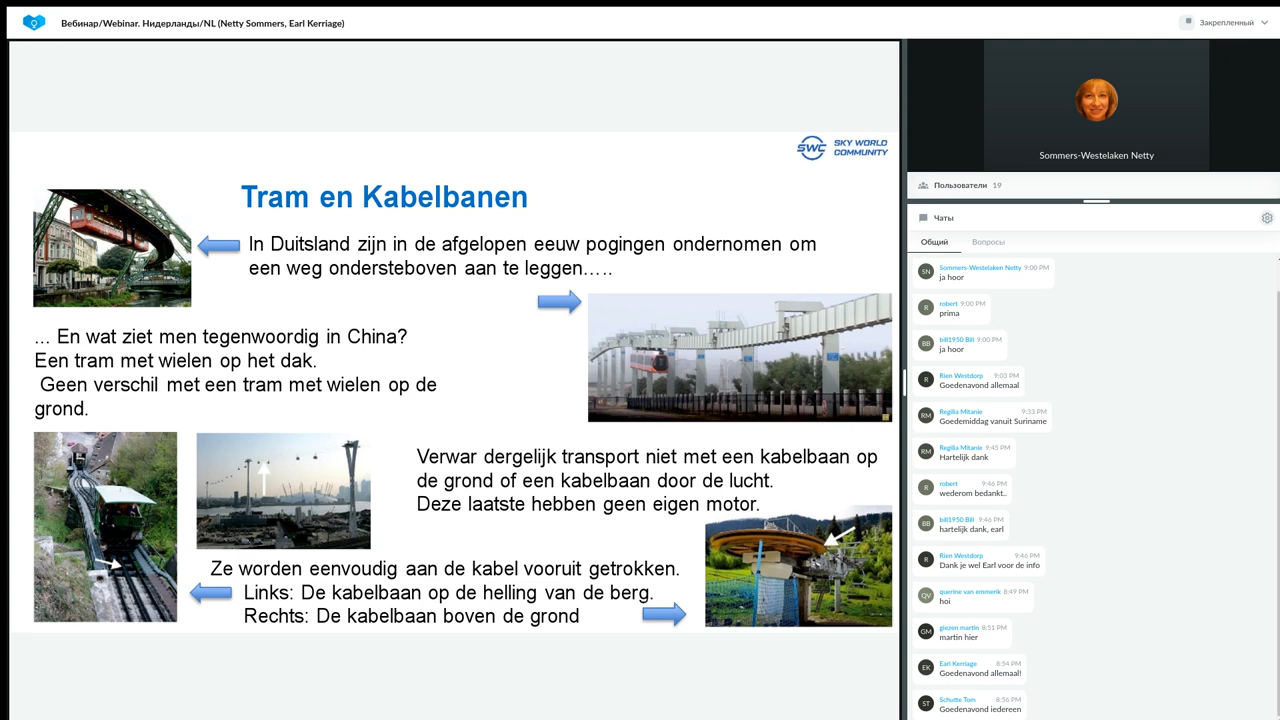 Вебинар/Webinar. Нидерланды/NL (Netty Sommers, Earl Kerriage)
Закрепленный
SWC SKY WORLD
COMMUNITY
Tram en Kabelbanen
In Duitsland zijn in de afgelopen eeuw pogingen ondernomen om
een weg ondersteboven aan te leggen…..
... En wat ziet men tegenwoordig in China?
Een tram met wielen op het dak.
Geen verschil met een tram met wielen op de
grond.
Verwar dergelijk transport niet met een kabelbaan op
de grond of een kabelbaan door de lucht.
Deze laatste hebben geen eigen motor.
Ze worden eenvoudig aan de kabel vooruit getrokken.
Links: De kabelbaan op de helling van de berg.
Rechts: De kabelbaan boven de grond
Sommers-Westelaken Netty
Пользователи 19
Чаты
Общий Вопросы
SN Sommers-Westelaken Netty 9:00 PM
ja hoor
R robert 9:00 PM
prima
BB bill1950 Bill 9:00 PM
ja hoor
R Rien Westdorp 9:03 PM
Goedenavond allemaal
RM Regilia Mitanie 9:33 PM
Goedemiddag vanuit Suriname
RM Regilia Mitanie 9:45 PM
Hartelijk dank
R robert 9:46 PM
wederom bedankt..
BB bill1950 Bill 9:46 PM
hartelijk dank, earl
R Rien Westdorp 9:46 PM
Dank je wel Earl voor de info
QV querine van emmerik 8:49 PM
hoi
GM giezen martin 8:51 PM
martin hier
EK Earl Kerriage 8:54 PM
Goedenavond allemaal!
ST Schutte Tom 8:56 PM
Goedenavond iedereen